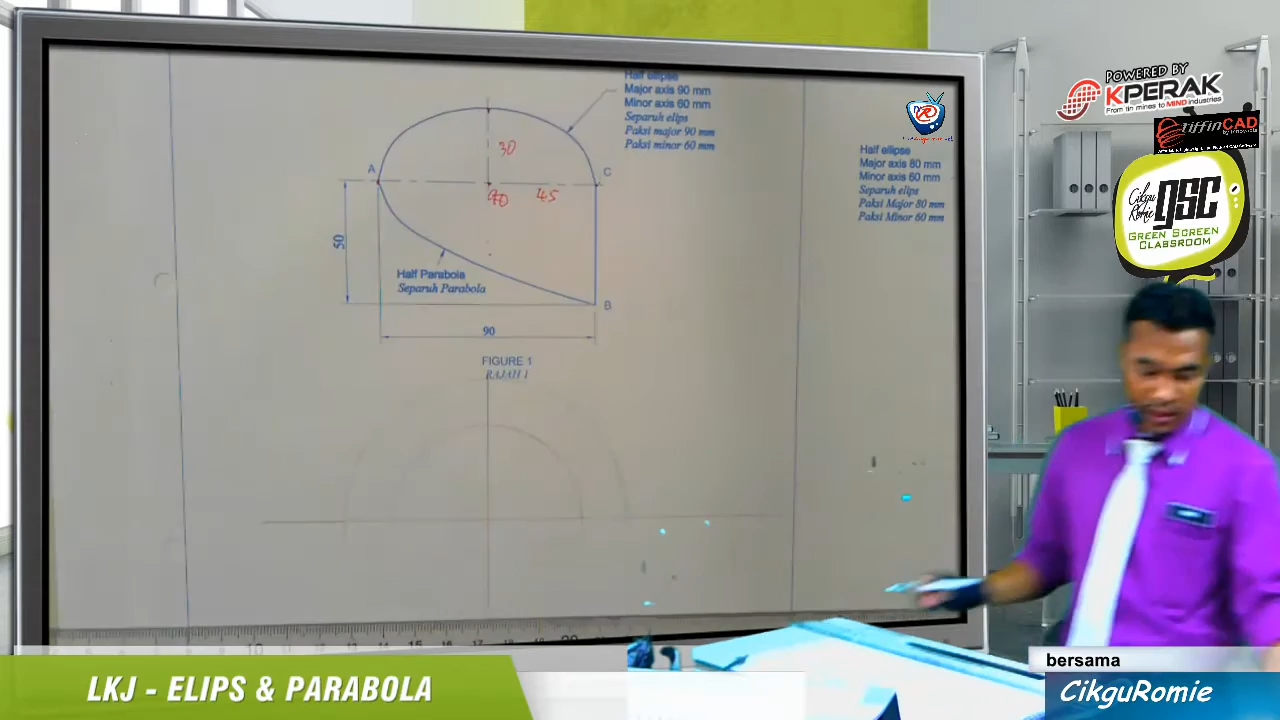 Half ellipse
Major axis 90 mm
Minor axis 60 mm
Separuh elips
Paksi major 90 mm
Paksi minor 60 mm
A
30
C
90
45
50
Half Parabola
Separuh Parabola
B
90
FIGURE 1
RAJAH 1
Half ellipse
Major axis 80 mm
Minor axis 60 mm
Separuh elips
Paksi Major 80 mm
Paksi Minor 60 mm
POWERED BY
KPERAK
From tin mines to MIND industries
tiffinCAD
Cikgu
Romie
GSC
GREEN SCREEN
CLASSROOM
LKJ - ELIPS & PARABOLA
bersama
CikguRomie